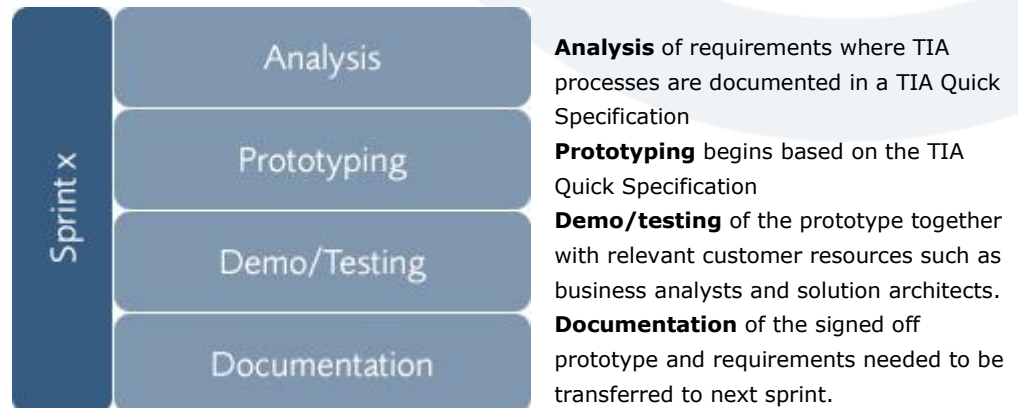 Sprint x
Analysis
Prototyping
Demo/Testing
Documentation
Analysis of requirements where TIA
processes are documented in a TIA Quick
Specification
Prototyping begins based on the TIA
Quick Specification
Demo/testing of the prototype together
with relevant customer resources such as
business analysts and solution architects.
Documentation of the signed off
prototype and requirements needed to be
transferred to next sprint.